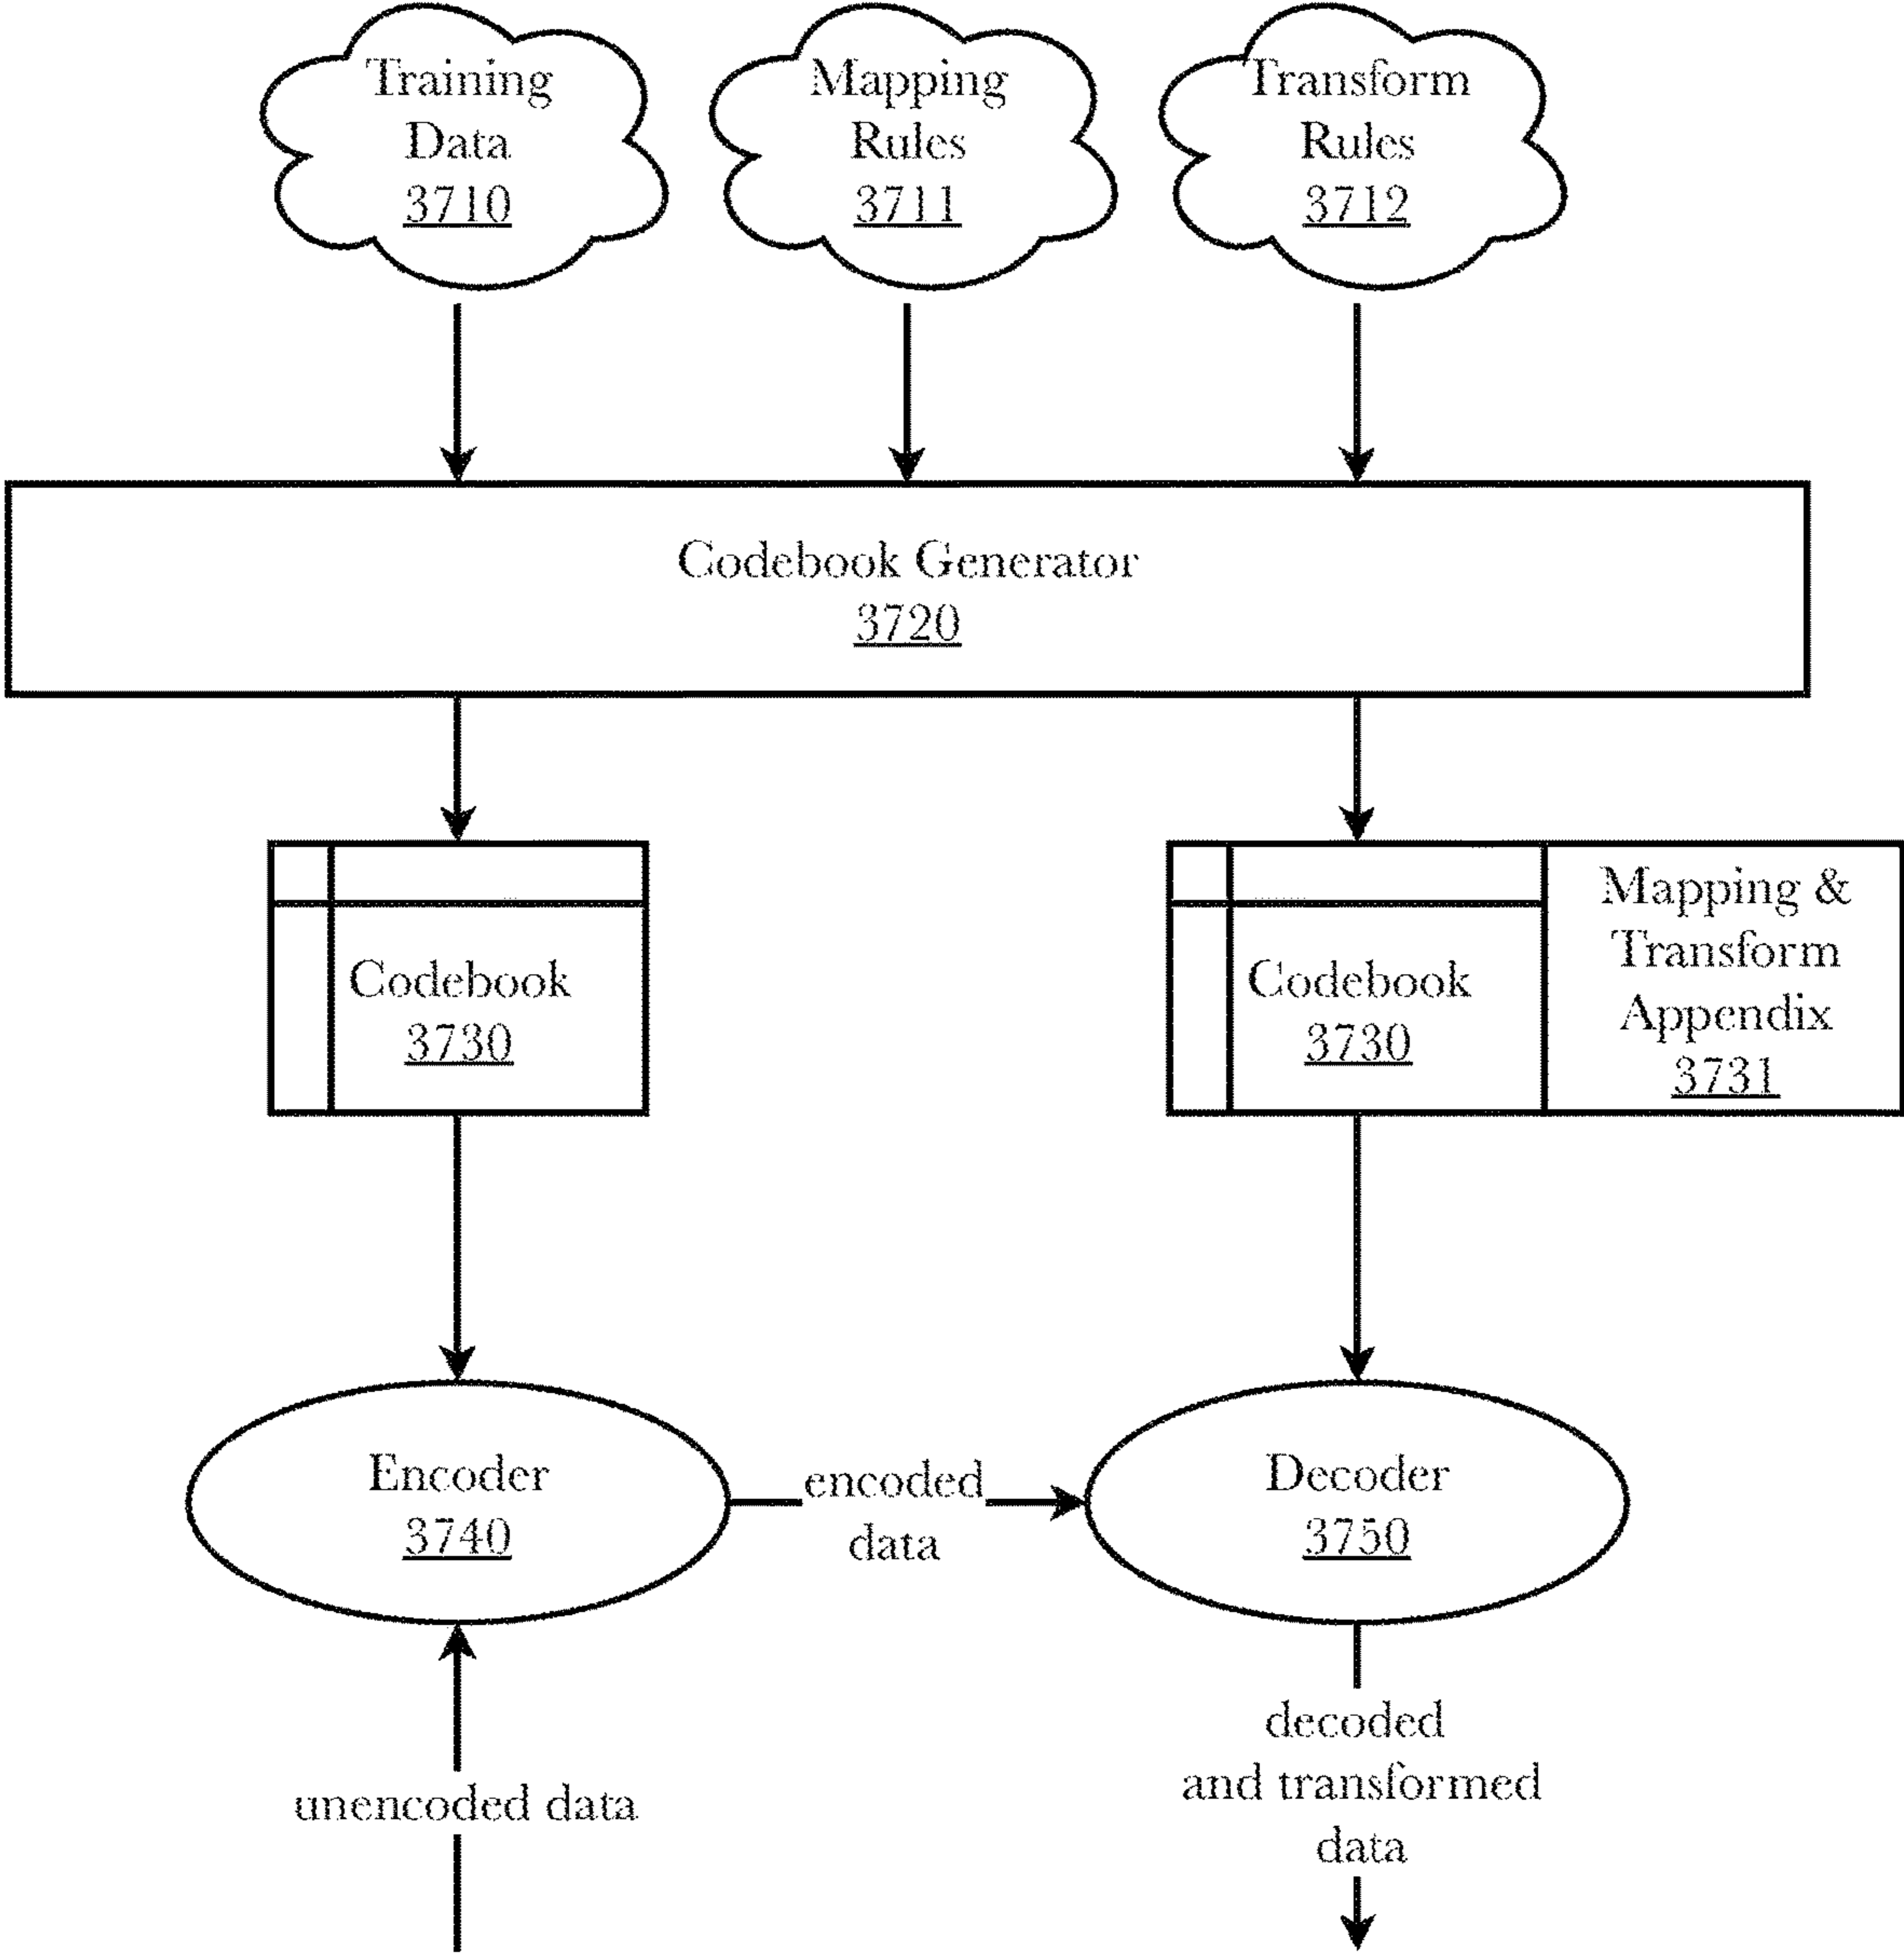 Training
Data
3710
Mapping
Rules
3711
Transform
Rules
3712
Codebook Generator
3720
Codebook
3730
Codebook
3730
Mapping &
Transform
Appendix
3731
Encoder
3740
encoded
data
Decoder
3750
unencoded data
decoded
and transformed
data